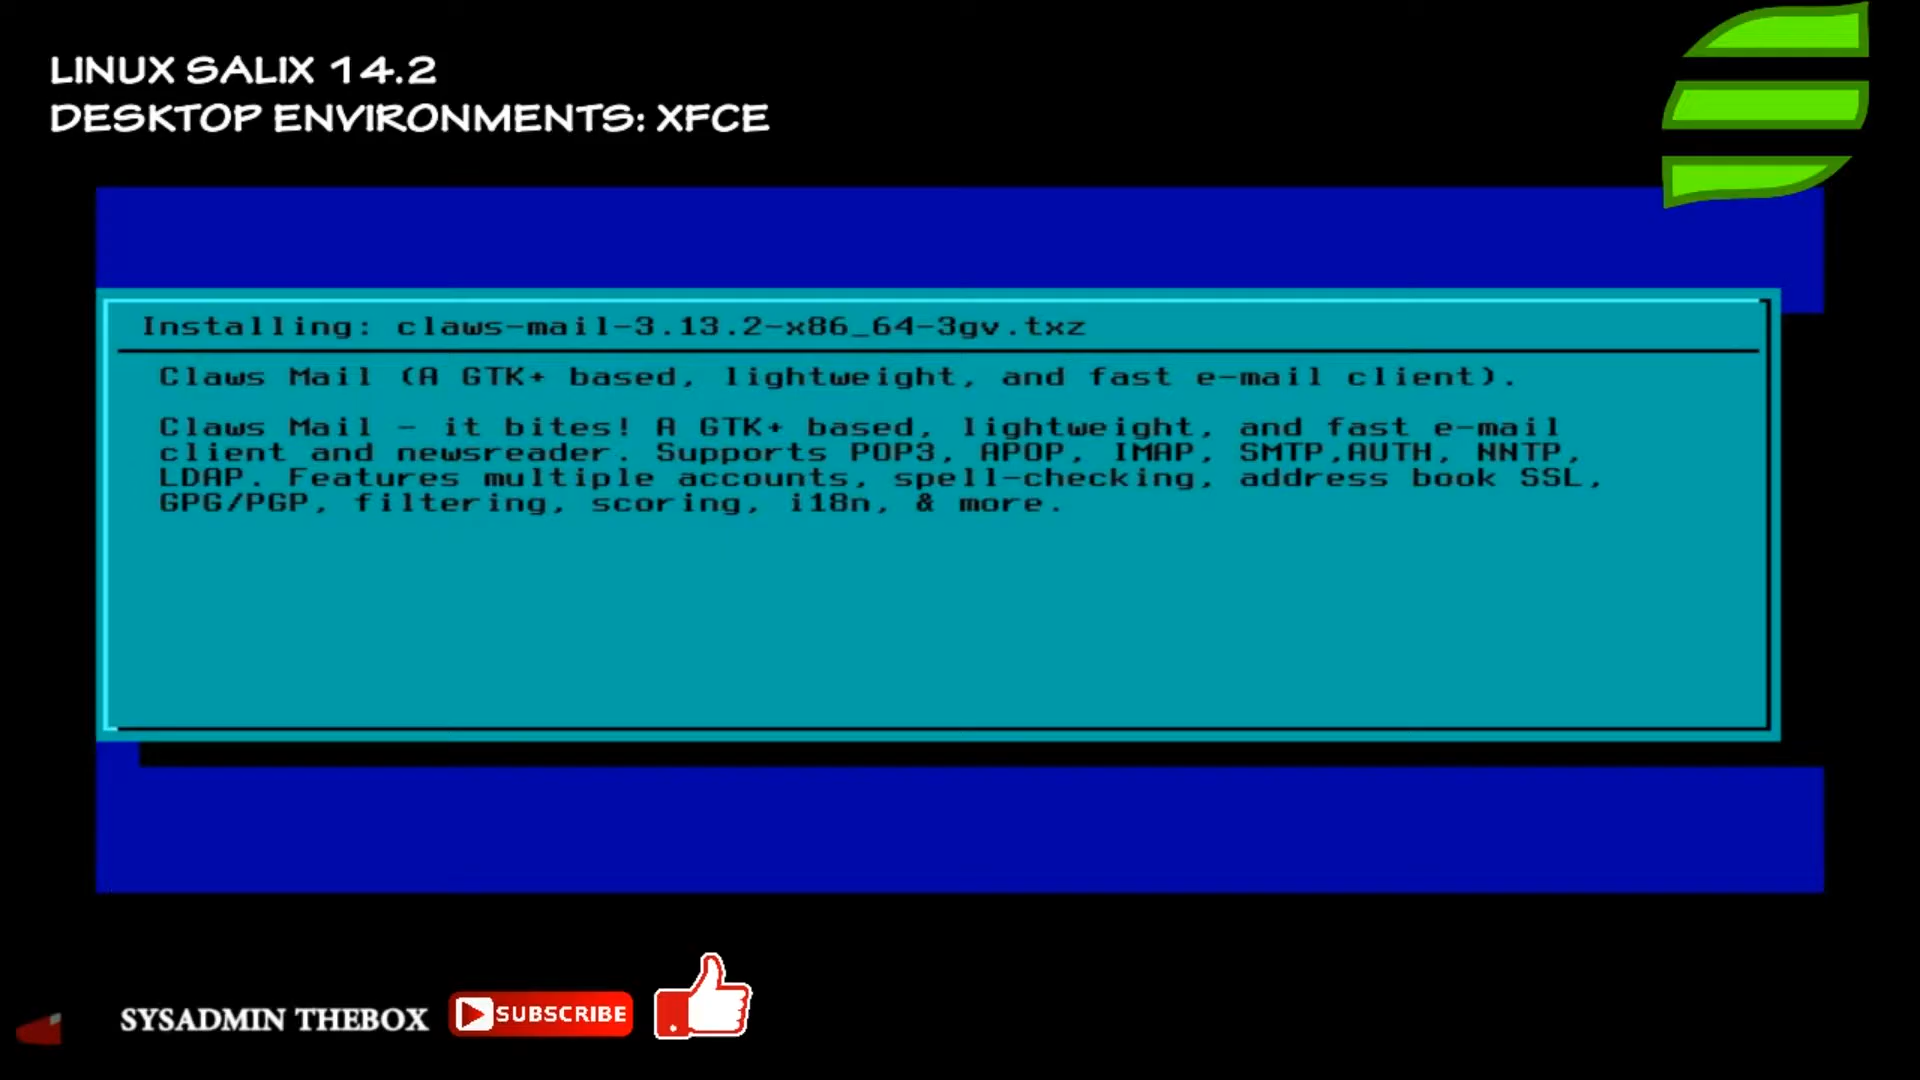 LINUX SALIX 14.2
DESKTOP ENVIRONMENTS: XFCE
Installing: claws-mail-3.13.2-x86_64-3gv.txz
Claws Mail (A GTK+ based, lightweight, and fast e-mail client).
Claws Mail - it bites! A GTK+ based, lightweight, and fast e-mail
client and newsreader. Supports POP3, APOP, IMAP, SMTP,AUTH, NNTP,
LDAP. Features multiple accounts, spell-checking, address book SSL,
GPG/PGP, filtering, scoring, i18n, & more.
SYSADMIN THEBOX SUBSCRIBE